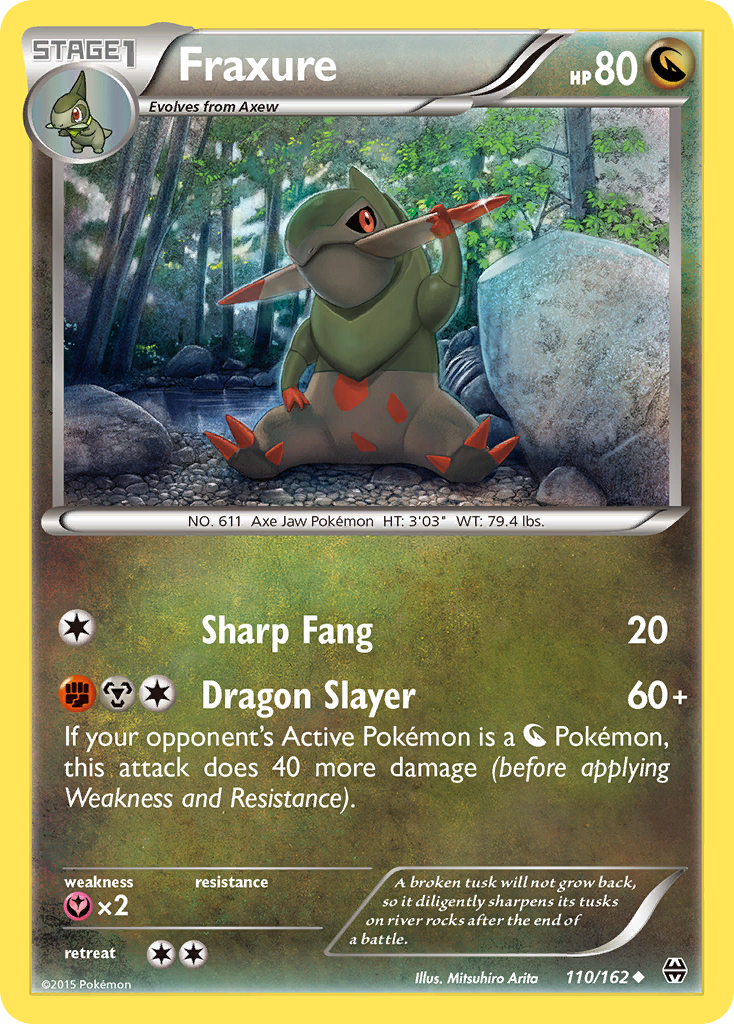 STAGE1
Fraxure
HP80
Evolves from Axew
NO. 611 Axe Jaw Pokémon HT: 3'03" WT: 79.4 lbs.
Sharp Fang 20
Dragon Slayer 60+
If your opponent's Active Pokémon is a Pokémon,
this attack does 40 more damage (before applying
Weakness and Resistance).
weakness resistance
×2
retreat
A broken tusk will not grow back,
so it diligently sharpens its tusks
on river rocks after the end of
a battle.
Illus. Mitsuhiro Arita 110/162
©2015 Pokémon